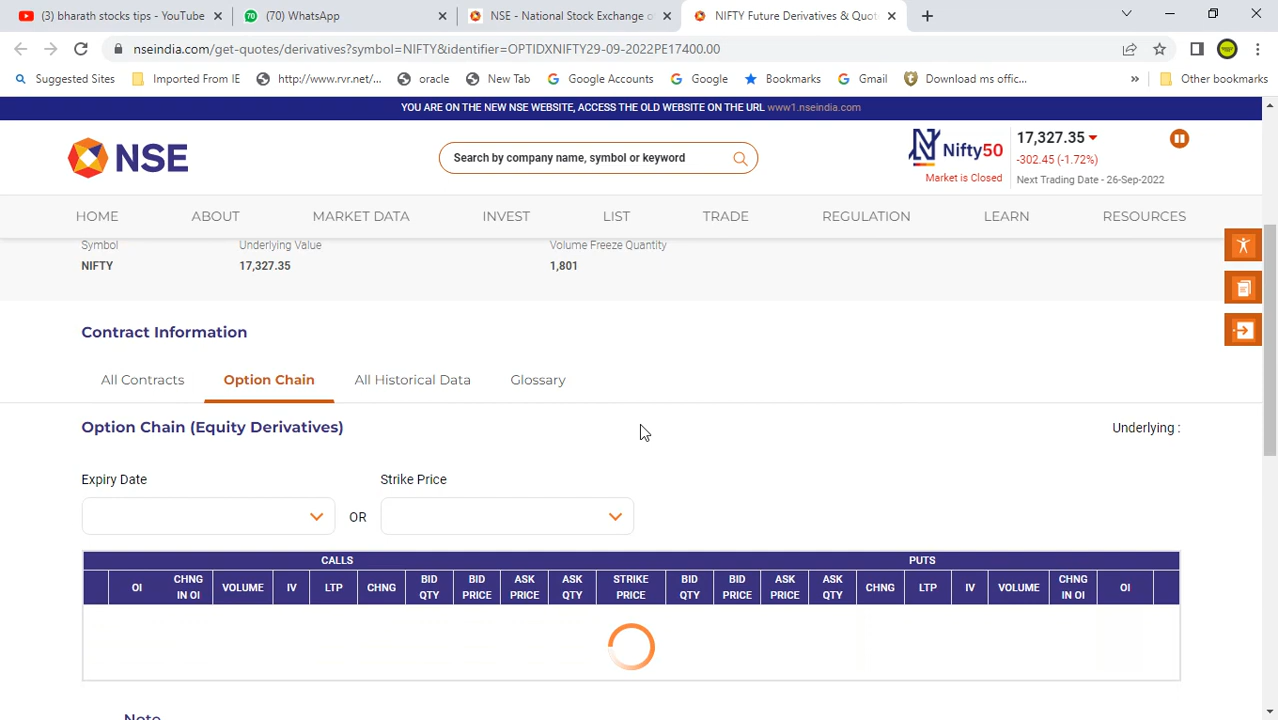 (3) bharath stocks tips - YouTube
(70) WhatsApp
NSE - National Stock Exchange o
NIFTY Future Derivatives & Quot
nseindia.com/get-quotes/derivatives?symbol=NIFTY&identifier=OPTIDXNIFTY29-09-2022PE17400.00
Suggested Sites
Imported From IE
http://www.rvr.net/...
oracle
New Tab
Google Accounts
Google
Bookmarks
Gmail
Download ms offic...
»
Other bookmarks
YOU ARE ON THE NEW NSE WEBSITE, ACCESS THE OLD WEBSITE ON THE URL www1.nseindia.com
NSE
Search by company name, symbol or keyword
Nifty50
Market is Closed
17,327.35
-302.45 (-1.72%)
Next Trading Date - 26-Sep-2022
HOME
ABOUT
MARKET DATA
INVEST
LIST
TRADE
REGULATION
LEARN
RESOURCES
Symbol
Underlying Value
Volume Freeze Quantity
NIFTY
17,327.35
1,801
Contract Information
All Contracts
Option Chain
All Historical Data
Glossary
Option Chain (Equity Derivatives)
Underlying :
Expiry Date
Strike Price
OR
CALLS
PUTS
OI
CHNG IN OI
VOLUME
IV
LTP
CHNG
BID QTY
BID PRICE
ASK PRICE
ASK QTY
STRIKE PRICE
BID QTY
BID PRICE
ASK PRICE
ASK QTY
CHNG
LTP
IV
VOLUME
CHNG IN OI
OI
Note